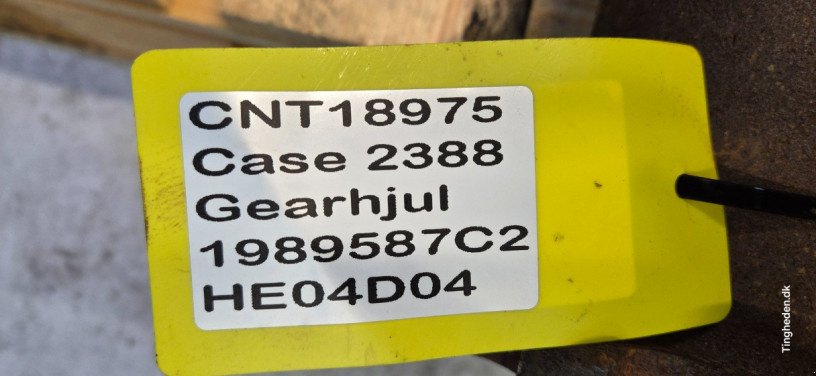 CNT18975
Case 2388
Gearhjul
1989587C2
HE04D04
Tingheden.dk